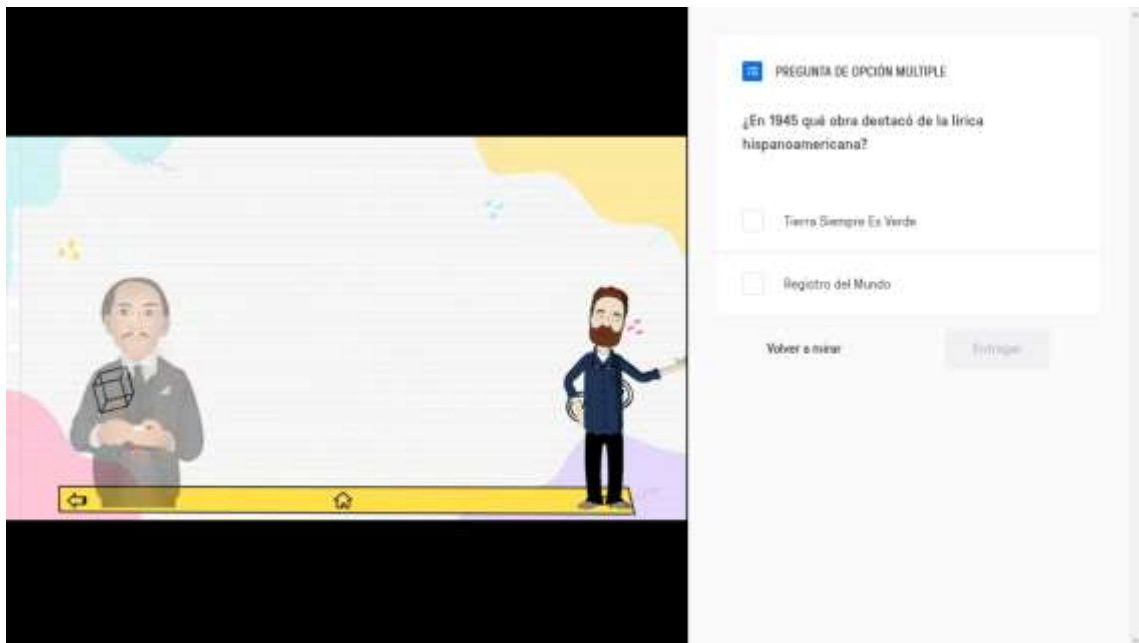 PREGUNTA DE OPCIÓN MULTIPLE
¿En 1945 qué obra destacó de la lírica
hispanoamericana?
Tierra Siempre Es Verde
Registro del Mundo
Volver a mirar
Entregar